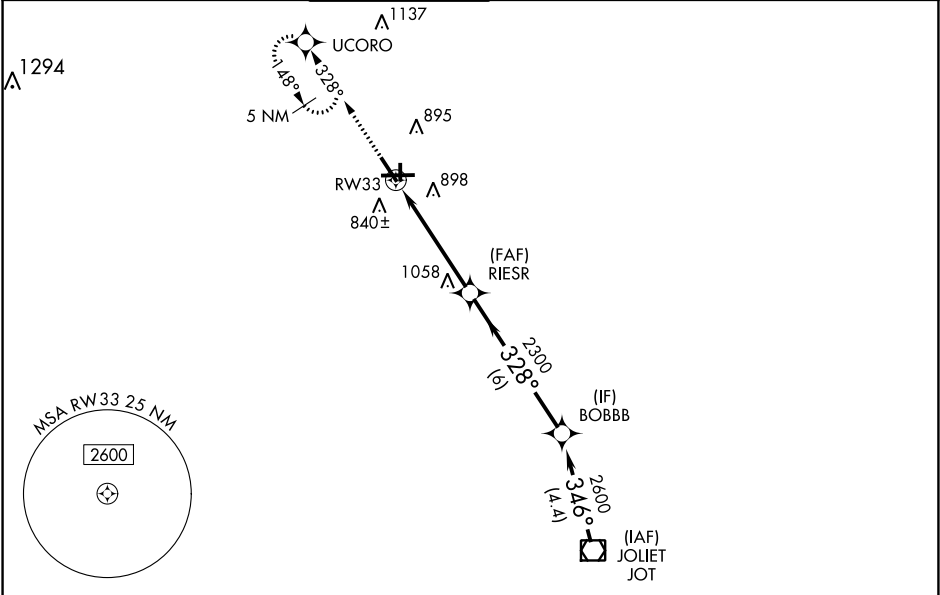 1137
UCORO
1294
328°
148°
5 NM
895
RW33
898
840±
(FAF)
RIESR
1058
2300
328°
(6)
(IF)
BOBBB
MSA RW33 25 NM
2600
2600
346°
(4.4)
(IAF)
JOLIET
JOT